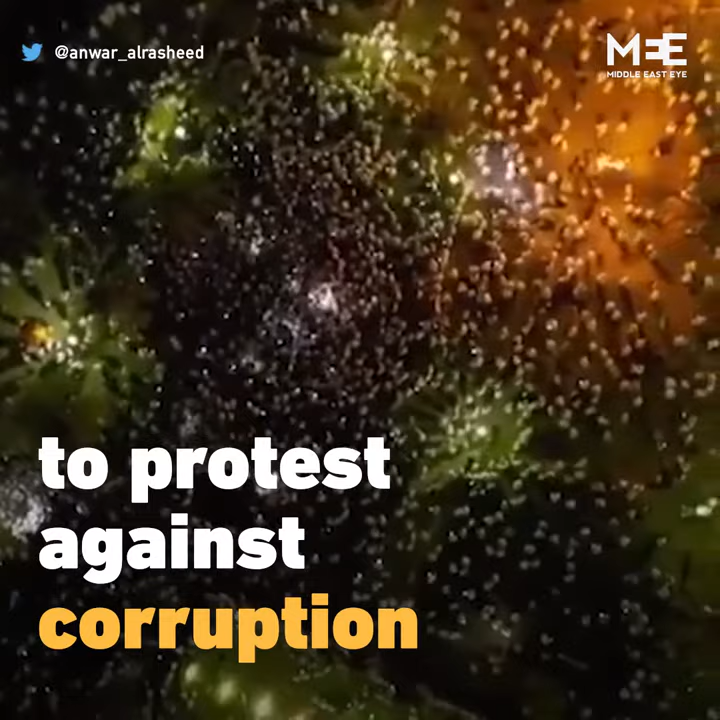 @anwar_alrasheed
MEE
MIDDLE EAST EYE
to protest
against
corruption